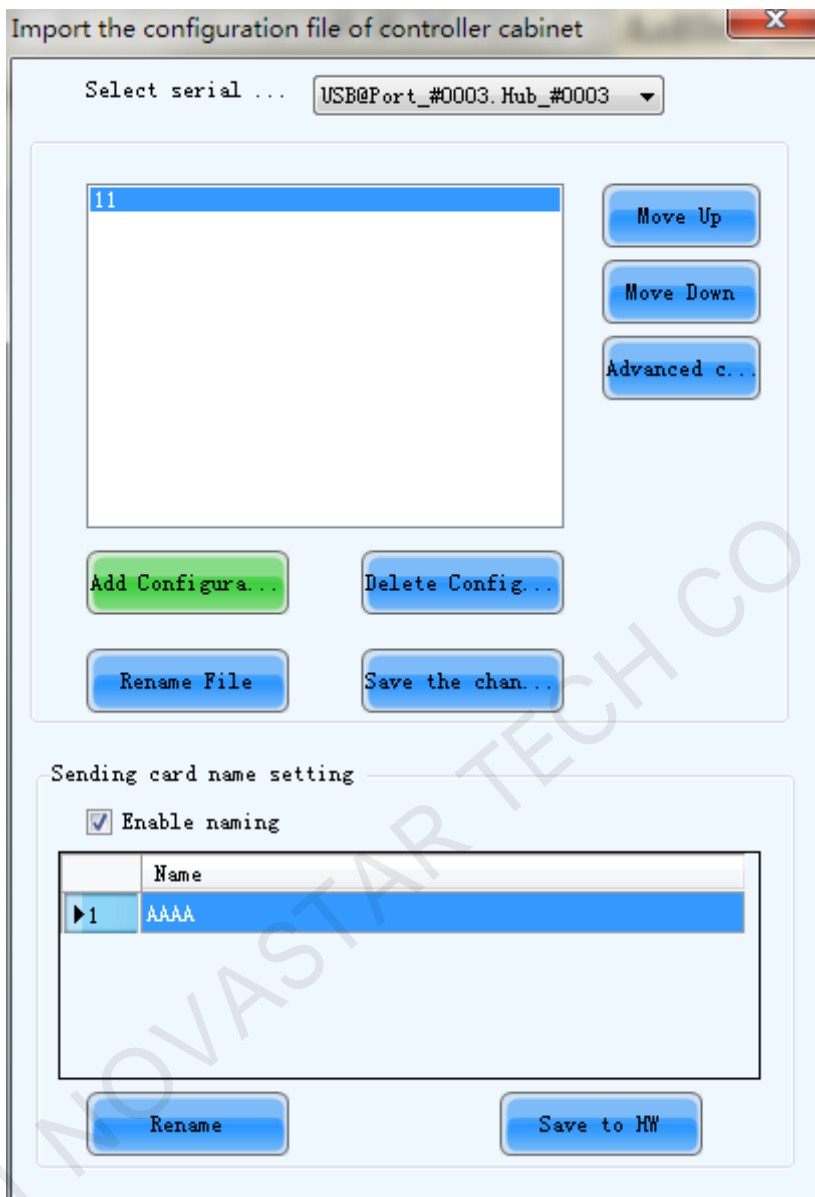 Import the configuration file of controller cabinet
Select serial ... USB@Port_#0003.Hub_#0003
11
Move Up
Move Down
Advanced c...
Add Configura... Delete Config...
Rename File Save the chan...
Sending card name setting
Enable naming
Name
1 AAAA
Rename Save to HW
NOVASTAR TECH CO